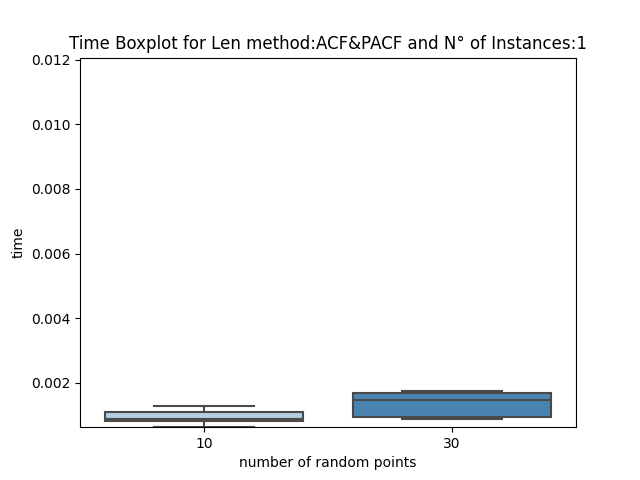 Time Boxplot for Len method:ACF&PACF and N° of Instances:1
0.012
0.010
0.008
0.006
0.004
0.002
time
10
30
number of random points